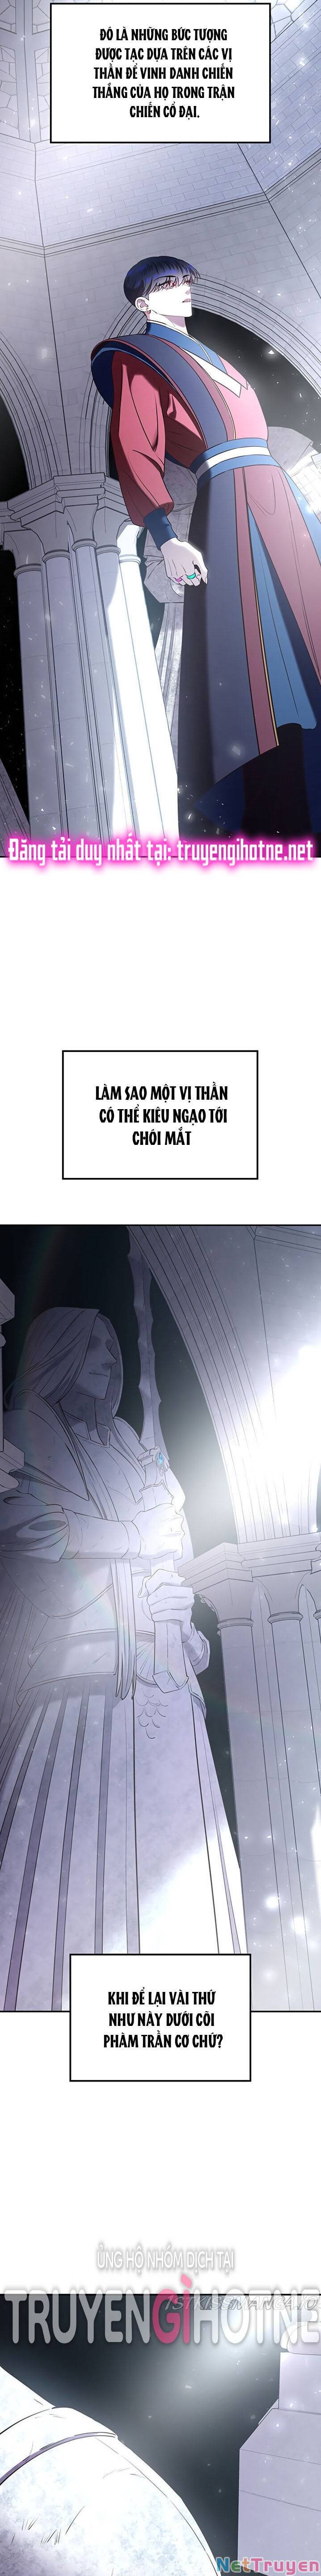 ĐÓ LÀ NHỮNG BỨC TƯỢNG
ĐƯỢC TẠC DỰA TRÊN CÁC VỊ
THẦN ĐỂ VINH DANH CHIẾN
THẮNG CỦA HỌ TRONG TRẬN
CHIẾN CỔ ĐẠI.
Đăng tải duy nhất tại: truyengihotne.net
LÀM SAO MỘT VỊ THẦN
CÓ THỂ KIÊU NGẠO TỚI
CHÓI MẮT
KHI ĐỂ LẠI VÀI THỨ
NHƯ NÀY DƯỚI CÕI
PHÀM TRẦN CƠ CHỨ?
ỦNG HỘ NHÓM DỊCH TẠI
TRUYENGIHOTNE
NetTruyen